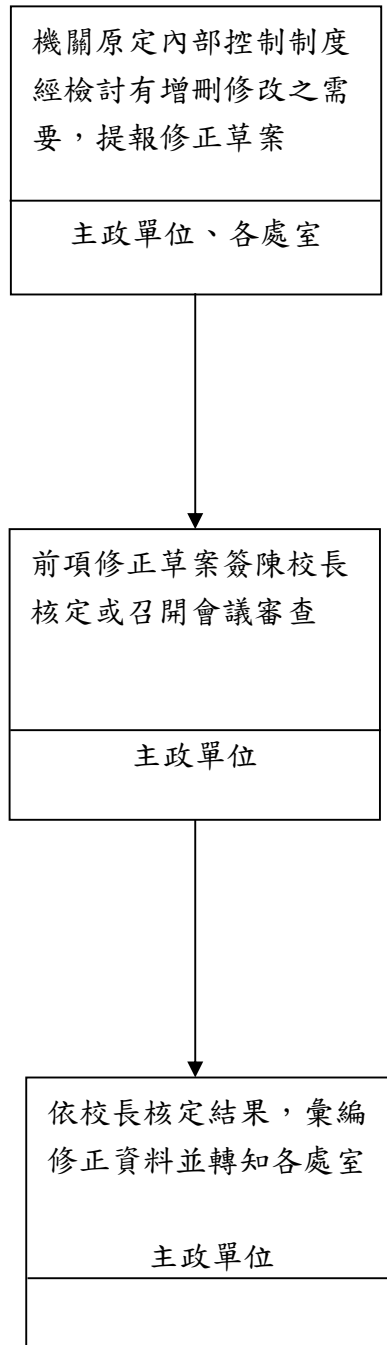 機關原定內部控制制度
經檢討有增刪修改之需
要，提報修正草案
主政單位、各處室
前項修正草案簽陳校長
核定或召開會議審查
主政單位
依校長核定結果，彙編
修正資料並轉知各處室
主政單位